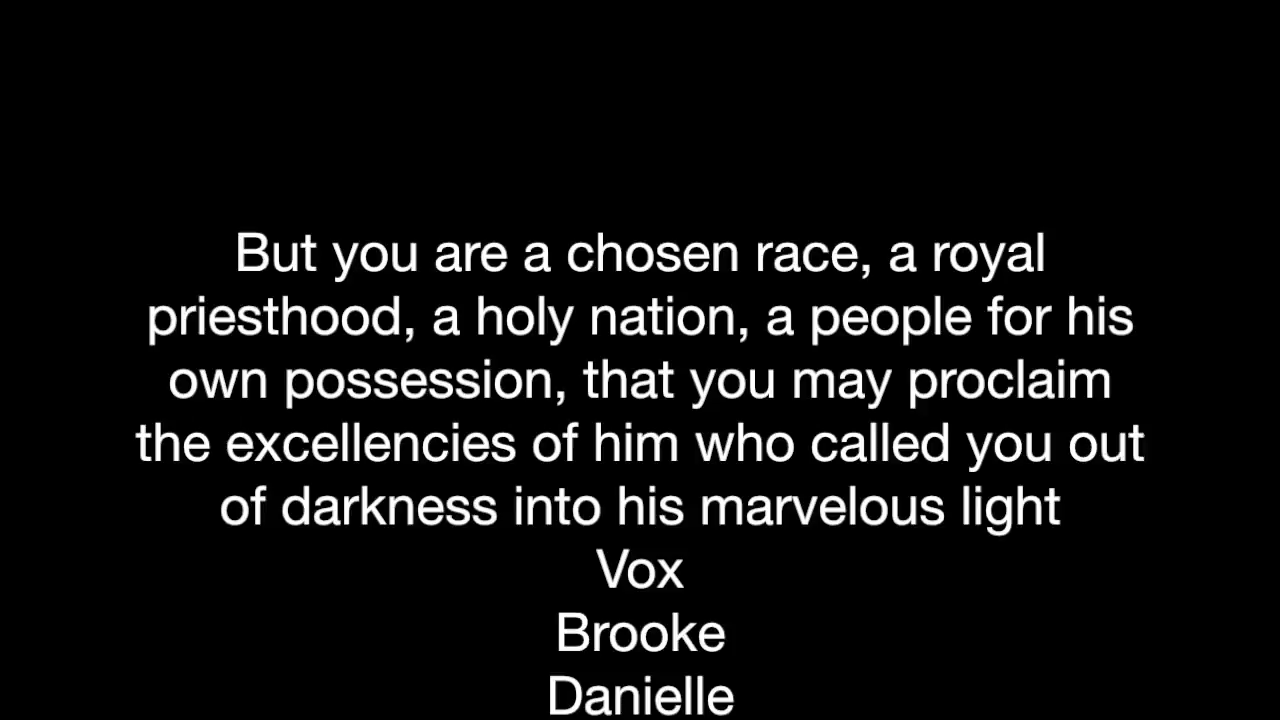 But you are a chosen race, a royal
priesthood, a holy nation, a people for his
own possession, that you may proclaim
the excellencies of him who called you out
of darkness into his marvelous light
Vox
Brooke
Danielle